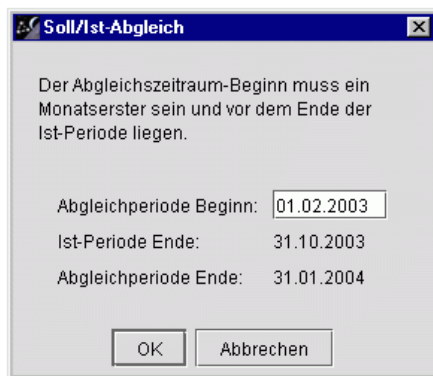 Soll/Ist-Abgleich
Der Abgleichszeitraum-Beginn muss ein
Monatserster sein und vor dem Ende der
Ist-Periode liegen.
Abgleichperiode Beginn: 01.02.2003
Ist-Periode Ende: 31.10.2003
Abgleichperiode Ende: 31.01.2004
OK Abbrechen